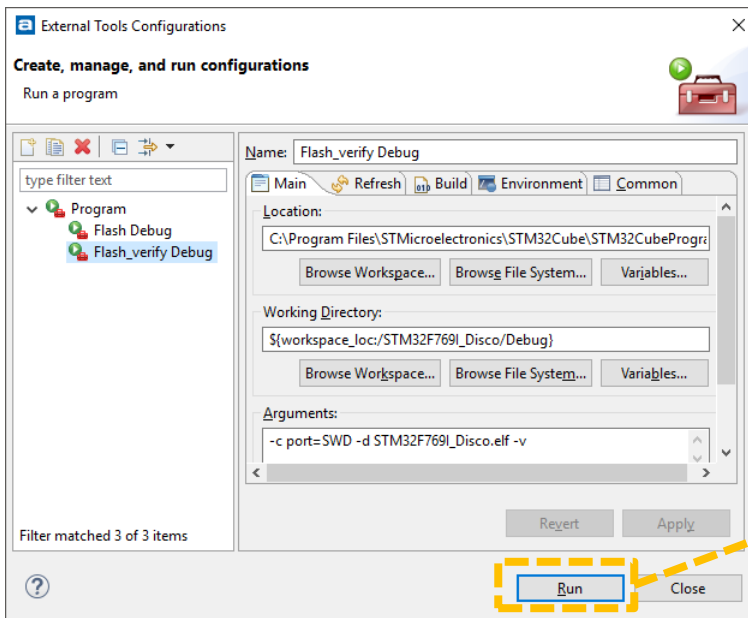 External Tools Configurations
Create, manage, and run configurations
Run a program
type filter text
Program
Flash Debug
Flash_verify Debug
Filter matched 3 of 3 items
Name: Flash_verify Debug
Main Refresh Build Environment Common
Location:
C:\Program Files\STMicroelectronics\STM32Cube\STM32CubeProgra
Browse Workspace... Browse File System... Variables...
Working Directory:
${workspace_loc:/STM32F769I_Disco/Debug}
Browse Workspace... Browse File System... Variables...
Arguments:
-c port=SWD -d STM32F769I_Disco.elf -v
Revert Apply
Run Close